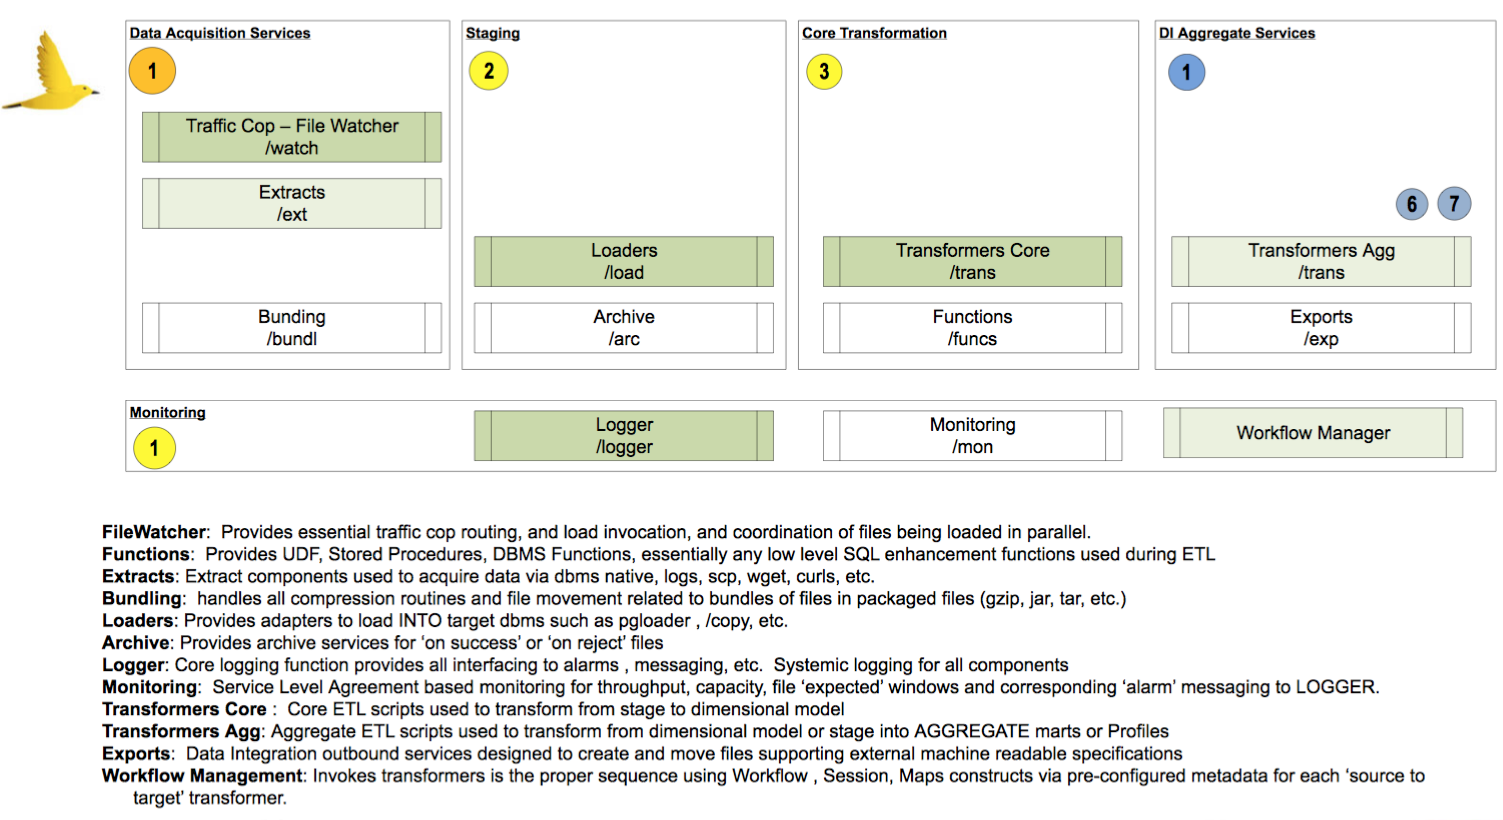 Data Acquisition Services
1
Traffic Cop – File Watcher
/watch
Extracts
/ext
Bunding
/bundl
Staging
2
Loaders
/load
Archive
/arc
Core Transformation
3
Transformers Core
/trans
Functions
/funcs
DI Aggregate Services
1
6 7
Transformers Agg
/trans
Exports
/exp
Monitoring
1
Logger
/logger
Monitoring
/mon
Workflow Manager
FileWatcher:  Provides essential traffic cop routing, and load invocation, and coordination of files being loaded in parallel.
Functions:  Provides UDF, Stored Procedures, DBMS Functions, essentially any low level SQL enhancement functions used during ETL
Extracts: Extract components used to acquire data via dbms native, logs, scp, wget, curls, etc.
Bundling:  handles all compression routines and file movement related to bundles of files in packaged files (gzip, jar, tar, etc.)
Loaders: Provides adapters to load INTO target dbms such as pgloader , /copy, etc.
Archive: Provides archive services for ‘on success’ or ‘on reject’ files
Logger: Core logging function provides all interfacing to alarms , messaging, etc.  Systemic logging for all components
Monitoring:  Service Level Agreement based monitoring for throughput, capacity, file ‘expected’ windows and corresponding ‘alarm’ messaging to LOGGER.
Transformers Core :  Core ETL scripts used to transform from stage to dimensional model
Transformers Agg: Aggregate ETL scripts used to transform from dimensional model or stage into AGGREGATE marts or Profiles
Exports:  Data Integration outbound services designed to create and move files supporting external machine readable specifications
Workflow Management: Invokes transformers is the proper sequence using Workflow , Session, Maps constructs via pre-configured metadata for each ‘source to
target’ transformer.